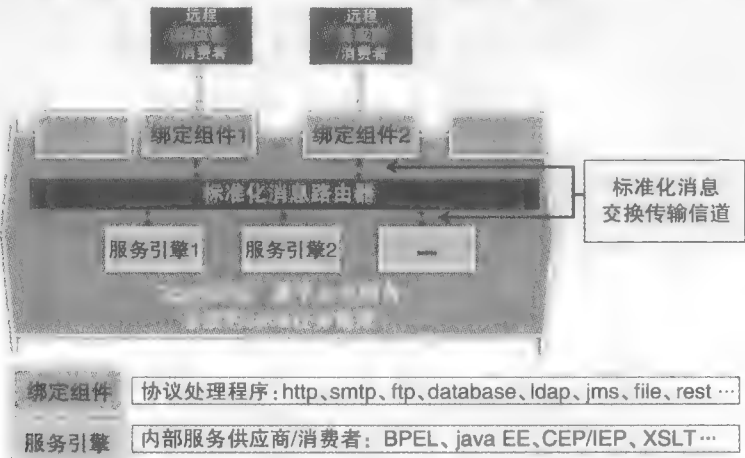 远程
/消费者
远程
/消费者
绑定组件1
绑定组件2
标准化消息路由器
标准化消息
交换传输信道
服务引擎1
服务引擎2
绑定组件
协议处理程序:http、smtp、ftp、database、ldap、jms、file、rest…
服务引擎
内部服务供应商/消费者: BPEL、java EE、CEP/IEP、XSLT…